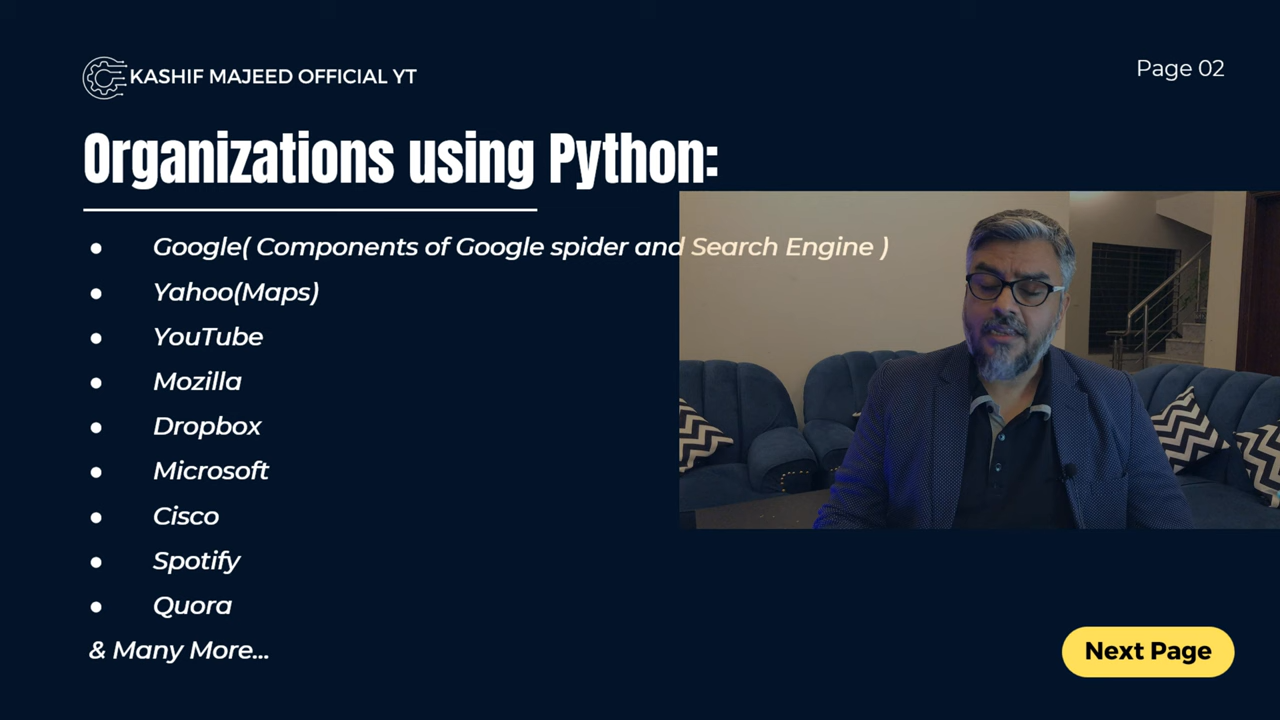 KASHIF MAJEED OFFICIAL YT
Page 02
Organizations using Python:
● Google( Components of Google spider and Search Engine )
● Yahoo(Maps)
● YouTube
● Mozilla
● Dropbox
● Microsoft
● Cisco
● Spotify
● Quora
& Many More...
Next Page